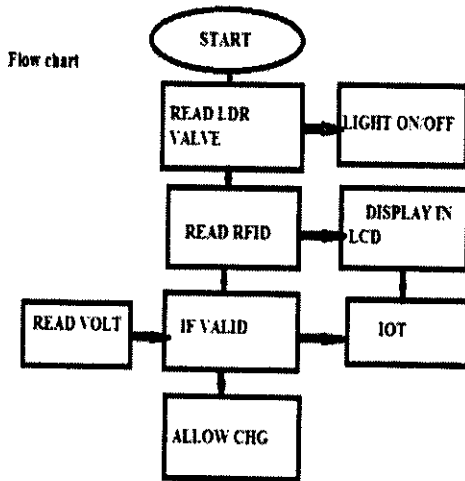 START
Flow chart
READ LDR
VALVE
LIGHT ON/OFF
READ RFID
DISPLAY IN
LCD
READ VOLT
IF VALID
IOT
ALLOW CHG